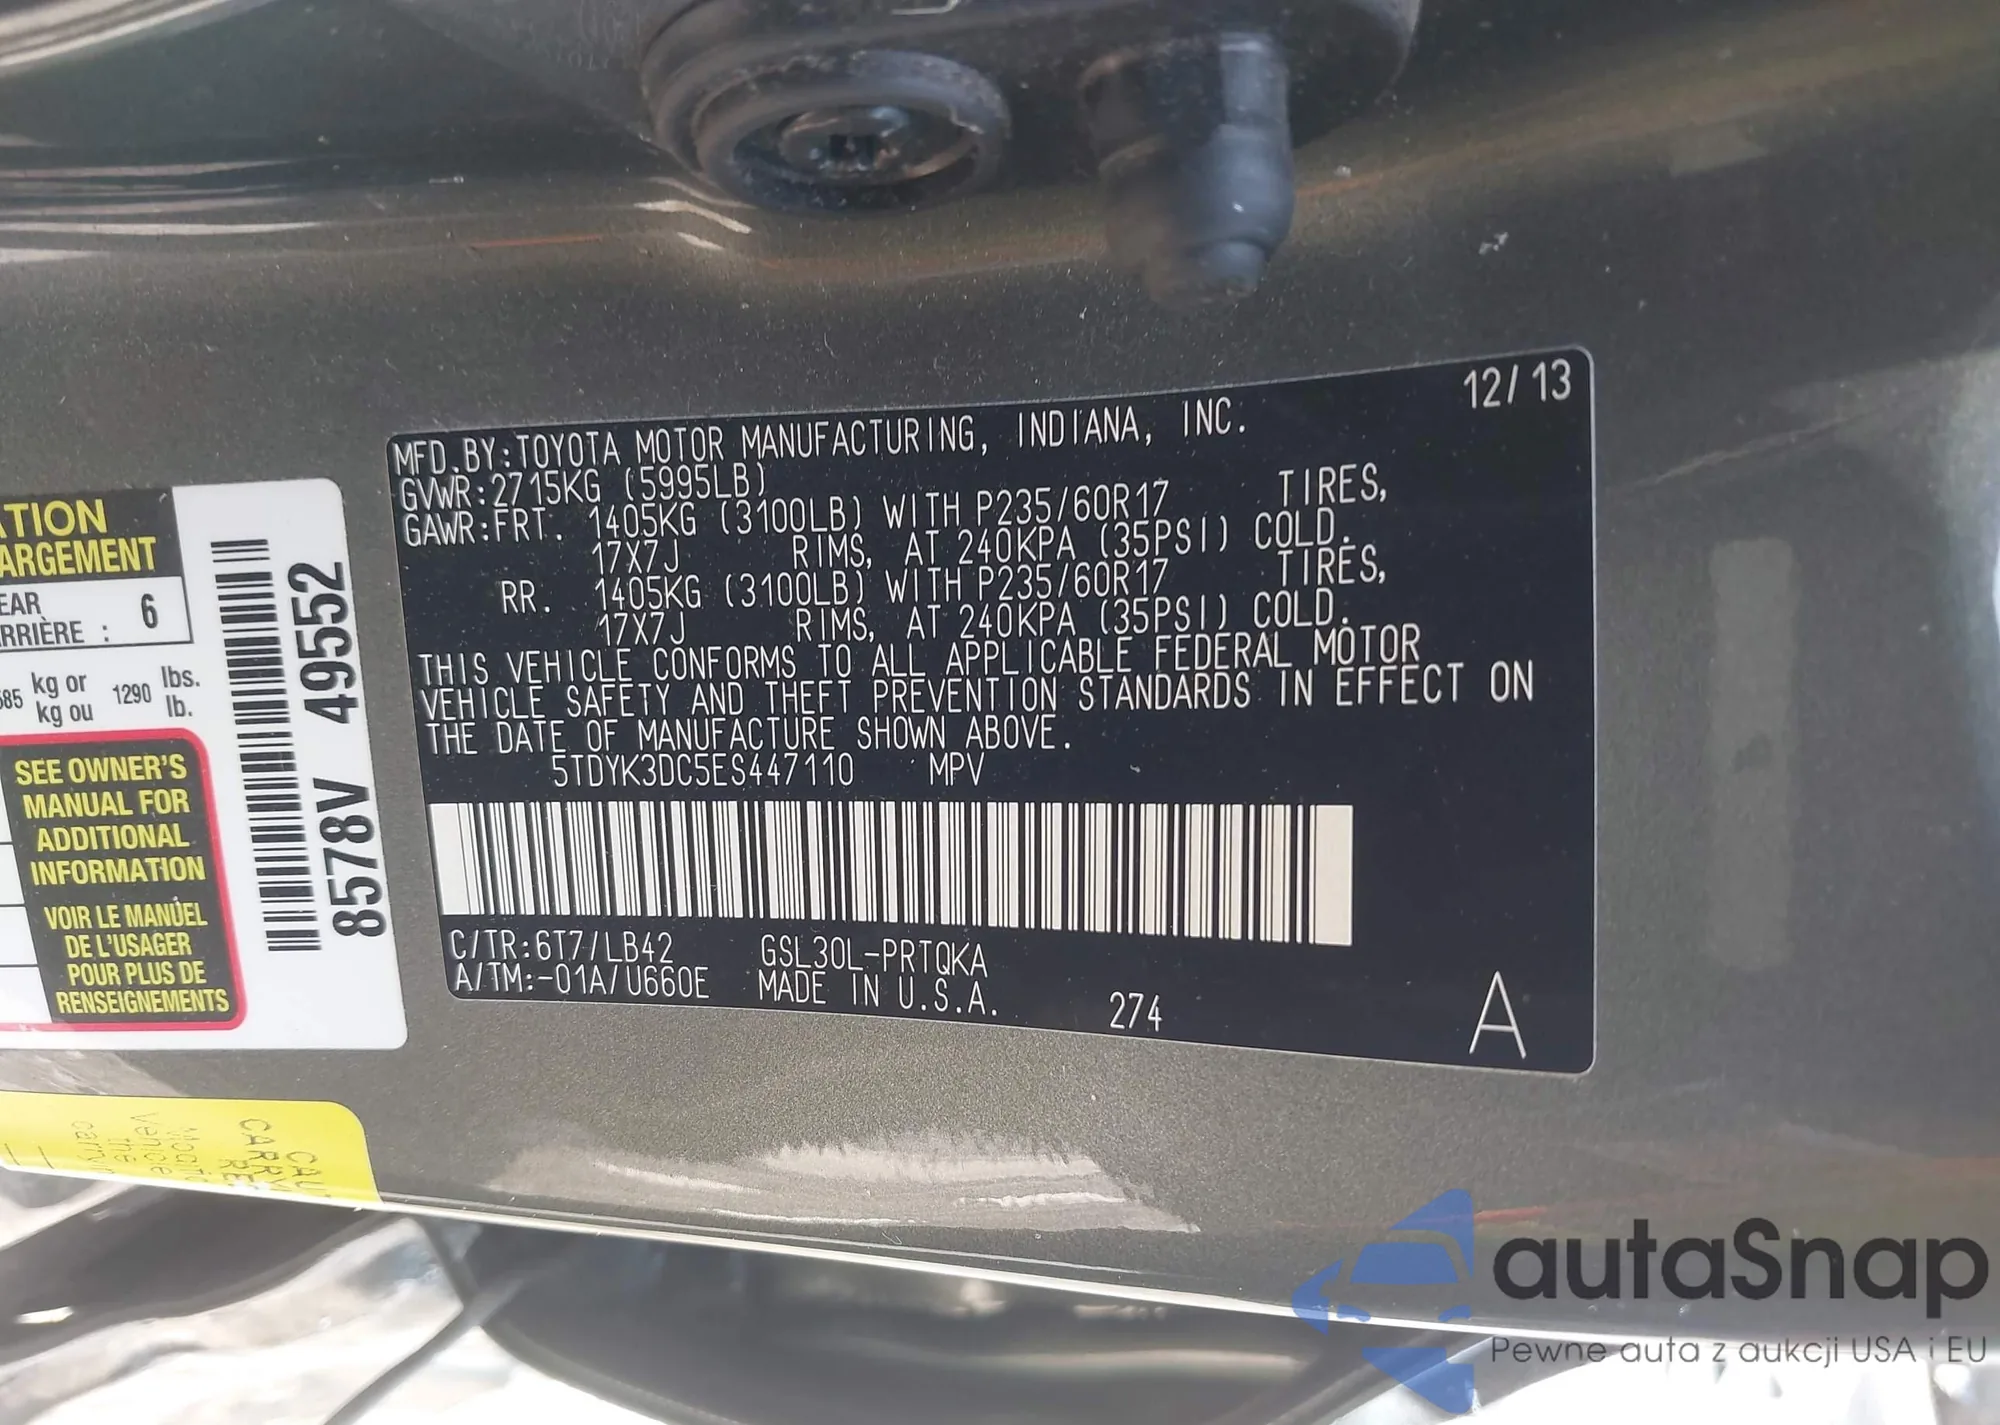 12/13
MFD.BY:TOYOTA MOTOR MANUFACTURING, INDIANA, INC.
GVWR:2715KG (5995LB)
GAWR:FRT. 1405KG (3100LB) WITH P235/60R17 TIRES,
17X7J RIMS, AT 240KPA (35PSI) COLD.
RR. 1405KG (3100LB) WITH P235/60R17 TIRES,
17X7J RIMS, AT 240KPA (35PSI) COLD.
THIS VEHICLE CONFORMS TO ALL APPLICABLE FEDERAL MOTOR
VEHICLE SAFETY AND THEFT PREVENTION STANDARDS IN EFFECT ON
THE DATE OF MANUFACTURE SHOWN ABOVE.
5TDYK3DC5ES447110 MPV
C/TR:6T7/LB42 GSL30L-PRTQKA
A/TM:-01A/U660E MADE IN U.S.A.
274
A
ATION
ARGEMENT
EAR
RRIÈRE : 6
585 kg or 1290 lbs.
kg ou lb.
SEE OWNER'S
MANUAL FOR
ADDITIONAL
INFORMATION
VOIR LE MANUEL
DE L'USAGER
POUR PLUS DE
RENSEIGNEMENTS
8578V 49552
CAU
CARRY
RE
autaSnap
Pewne auta z aukcji USA i EU